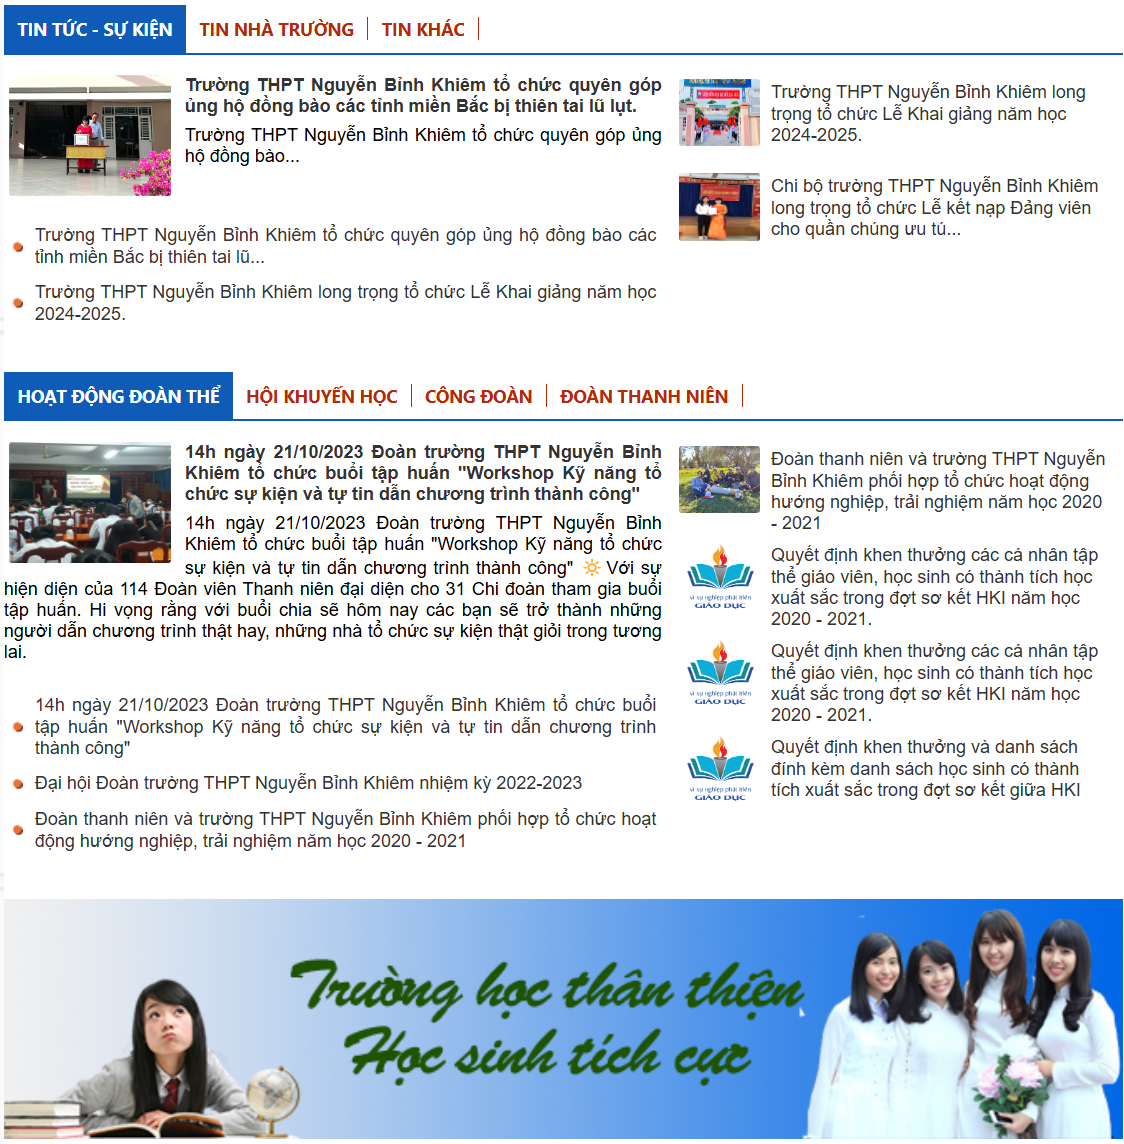 TIN TỨC - SỰ KIỆN
TIN NHÀ TRƯỜNG
TIN KHÁC
Trường THPT Nguyễn Bỉnh Khiêm tổ chức quyên góp
ủng hộ đồng bào các tỉnh miền Bắc bị thiên tai lũ lụt.
Trường THPT Nguyễn Bỉnh Khiêm tổ chức quyên góp ủng
hộ đồng bào...
Trường THPT Nguyễn Bỉnh Khiêm tổ chức quyên góp ủng hộ đồng bào các
tỉnh miền Bắc bị thiên tai lũ...
Trường THPT Nguyễn Bỉnh Khiêm long trọng tổ chức Lễ Khai giảng năm học
2024-2025.
Trường THPT Nguyễn Bỉnh Khiêm long
trọng tổ chức Lễ Khai giảng năm học
2024-2025.
Chi bộ trường THPT Nguyễn Bỉnh Khiêm
long trọng tổ chức Lễ kết nạp Đảng viên
cho quần chúng ưu tú...
HOẠT ĐỘNG ĐOÀN THỂ
HỘI KHUYẾN HỌC
CÔNG ĐOÀN
ĐOÀN THANH NIÊN
14h ngày 21/10/2023 Đoàn trường THPT Nguyễn Bỉnh
Khiêm tổ chức buổi tập huấn "Workshop Kỹ năng tổ
chức sự kiện và tự tin dẫn chương trình thành công"
14h ngày 21/10/2023 Đoàn trường THPT Nguyễn Bỉnh
Khiêm tổ chức buổi tập huấn "Workshop Kỹ năng tổ chức
sự kiện và tự tin dẫn chương trình thành công" 🔆 Với sự
hiện diện của 114 Đoàn viên Thanh niên đại diện cho 31 Chi đoàn tham gia buổi
tập huấn. Hi vọng rằng với buổi chia sẽ hôm nay các bạn sẽ trở thành những
người dẫn chương trình thật hay, những nhà tổ chức sự kiện thật giỏi trong tương
lai.
14h ngày 21/10/2023 Đoàn trường THPT Nguyễn Bỉnh Khiêm tổ chức buổi
tập huấn "Workshop Kỹ năng tổ chức sự kiện và tự tin dẫn chương trình
thành công"
Đại hội Đoàn trường THPT Nguyễn Bỉnh Khiêm nhiệm kỳ 2022-2023
Đoàn thanh niên và trường THPT Nguyễn Bỉnh Khiêm phối hợp tổ chức hoạt
động hướng nghiệp, trải nghiệm năm học 2020 - 2021
Đoàn thanh niên và trường THPT Nguyễn
Bỉnh Khiêm phối hợp tổ chức hoạt động
hướng nghiệp, trải nghiệm năm học 2020
- 2021
vì sự nghiệp phát triển
GIÁO DỤC
Quyết định khen thưởng các cá nhân tập
thể giáo viên, học sinh có thành tích học
xuất sắc trong đợt sơ kết HKI năm học
2020 - 2021.
vì sự nghiệp phát triển
GIÁO DỤC
Quyết định khen thưởng các cá nhân tập
thể giáo viên, học sinh có thành tích học
xuất sắc trong đợt sơ kết HKI năm học
2020 - 2021.
vì sự nghiệp phát triển
GIÁO DỤC
Quyết định khen thưởng và danh sách
đính kèm danh sách học sinh có thành
tích xuất sắc trong đợt sơ kết giữa HKI
Trường học thân thiện
Học sinh tích cực